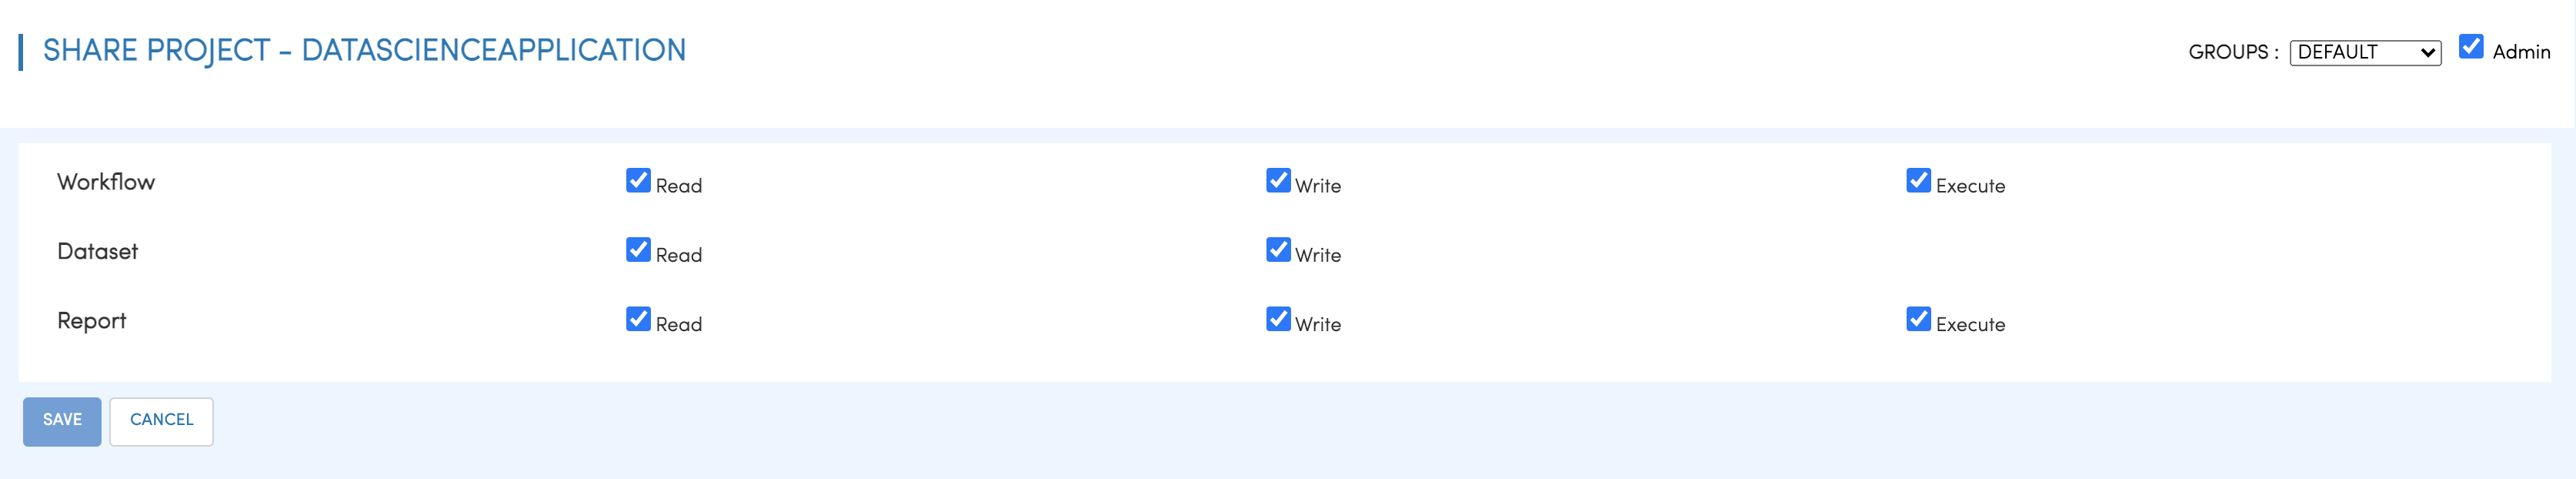 SHARE PROJECT - DATASCIENCEAPPLICATION
GROUPS : DEFAULT Admin
Workflow Read Write Execute
Dataset Read Write
Report Read Write Execute
SAVE CANCEL